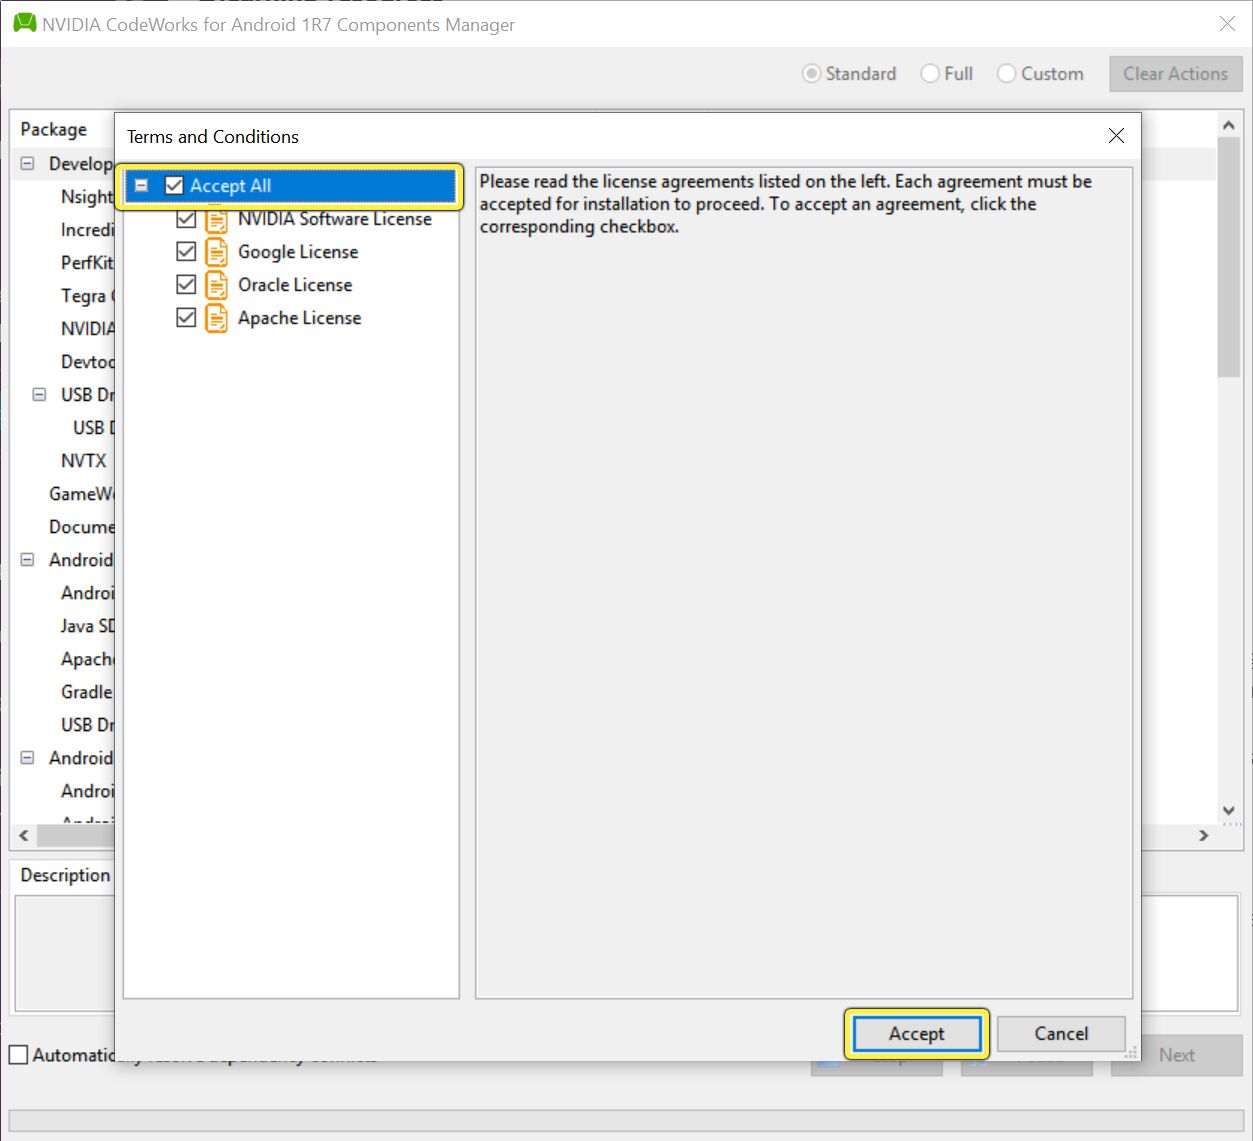 NVIDIA CodeWorks for Android 1R7 Components Manager
Standard
Full
Custom
Clear Actions
Package
Terms and Conditions
Develop
Nsight
Incredi
PerfKit
Tegra
NVIDIA
Devtoo
USB Dr
USB D
NVTX
GameWo
Docume
Android
Androi
Java SD
Apache
Gradle
USB Dr
Android
Androi
Accept All
NVIDIA Software License
Google License
Oracle License
Apache License
Please read the license agreements listed on the left. Each agreement must be
accepted for installation to proceed. To accept an agreement, click the
corresponding checkbox.
Description
Accept
Cancel
Automatic
Next